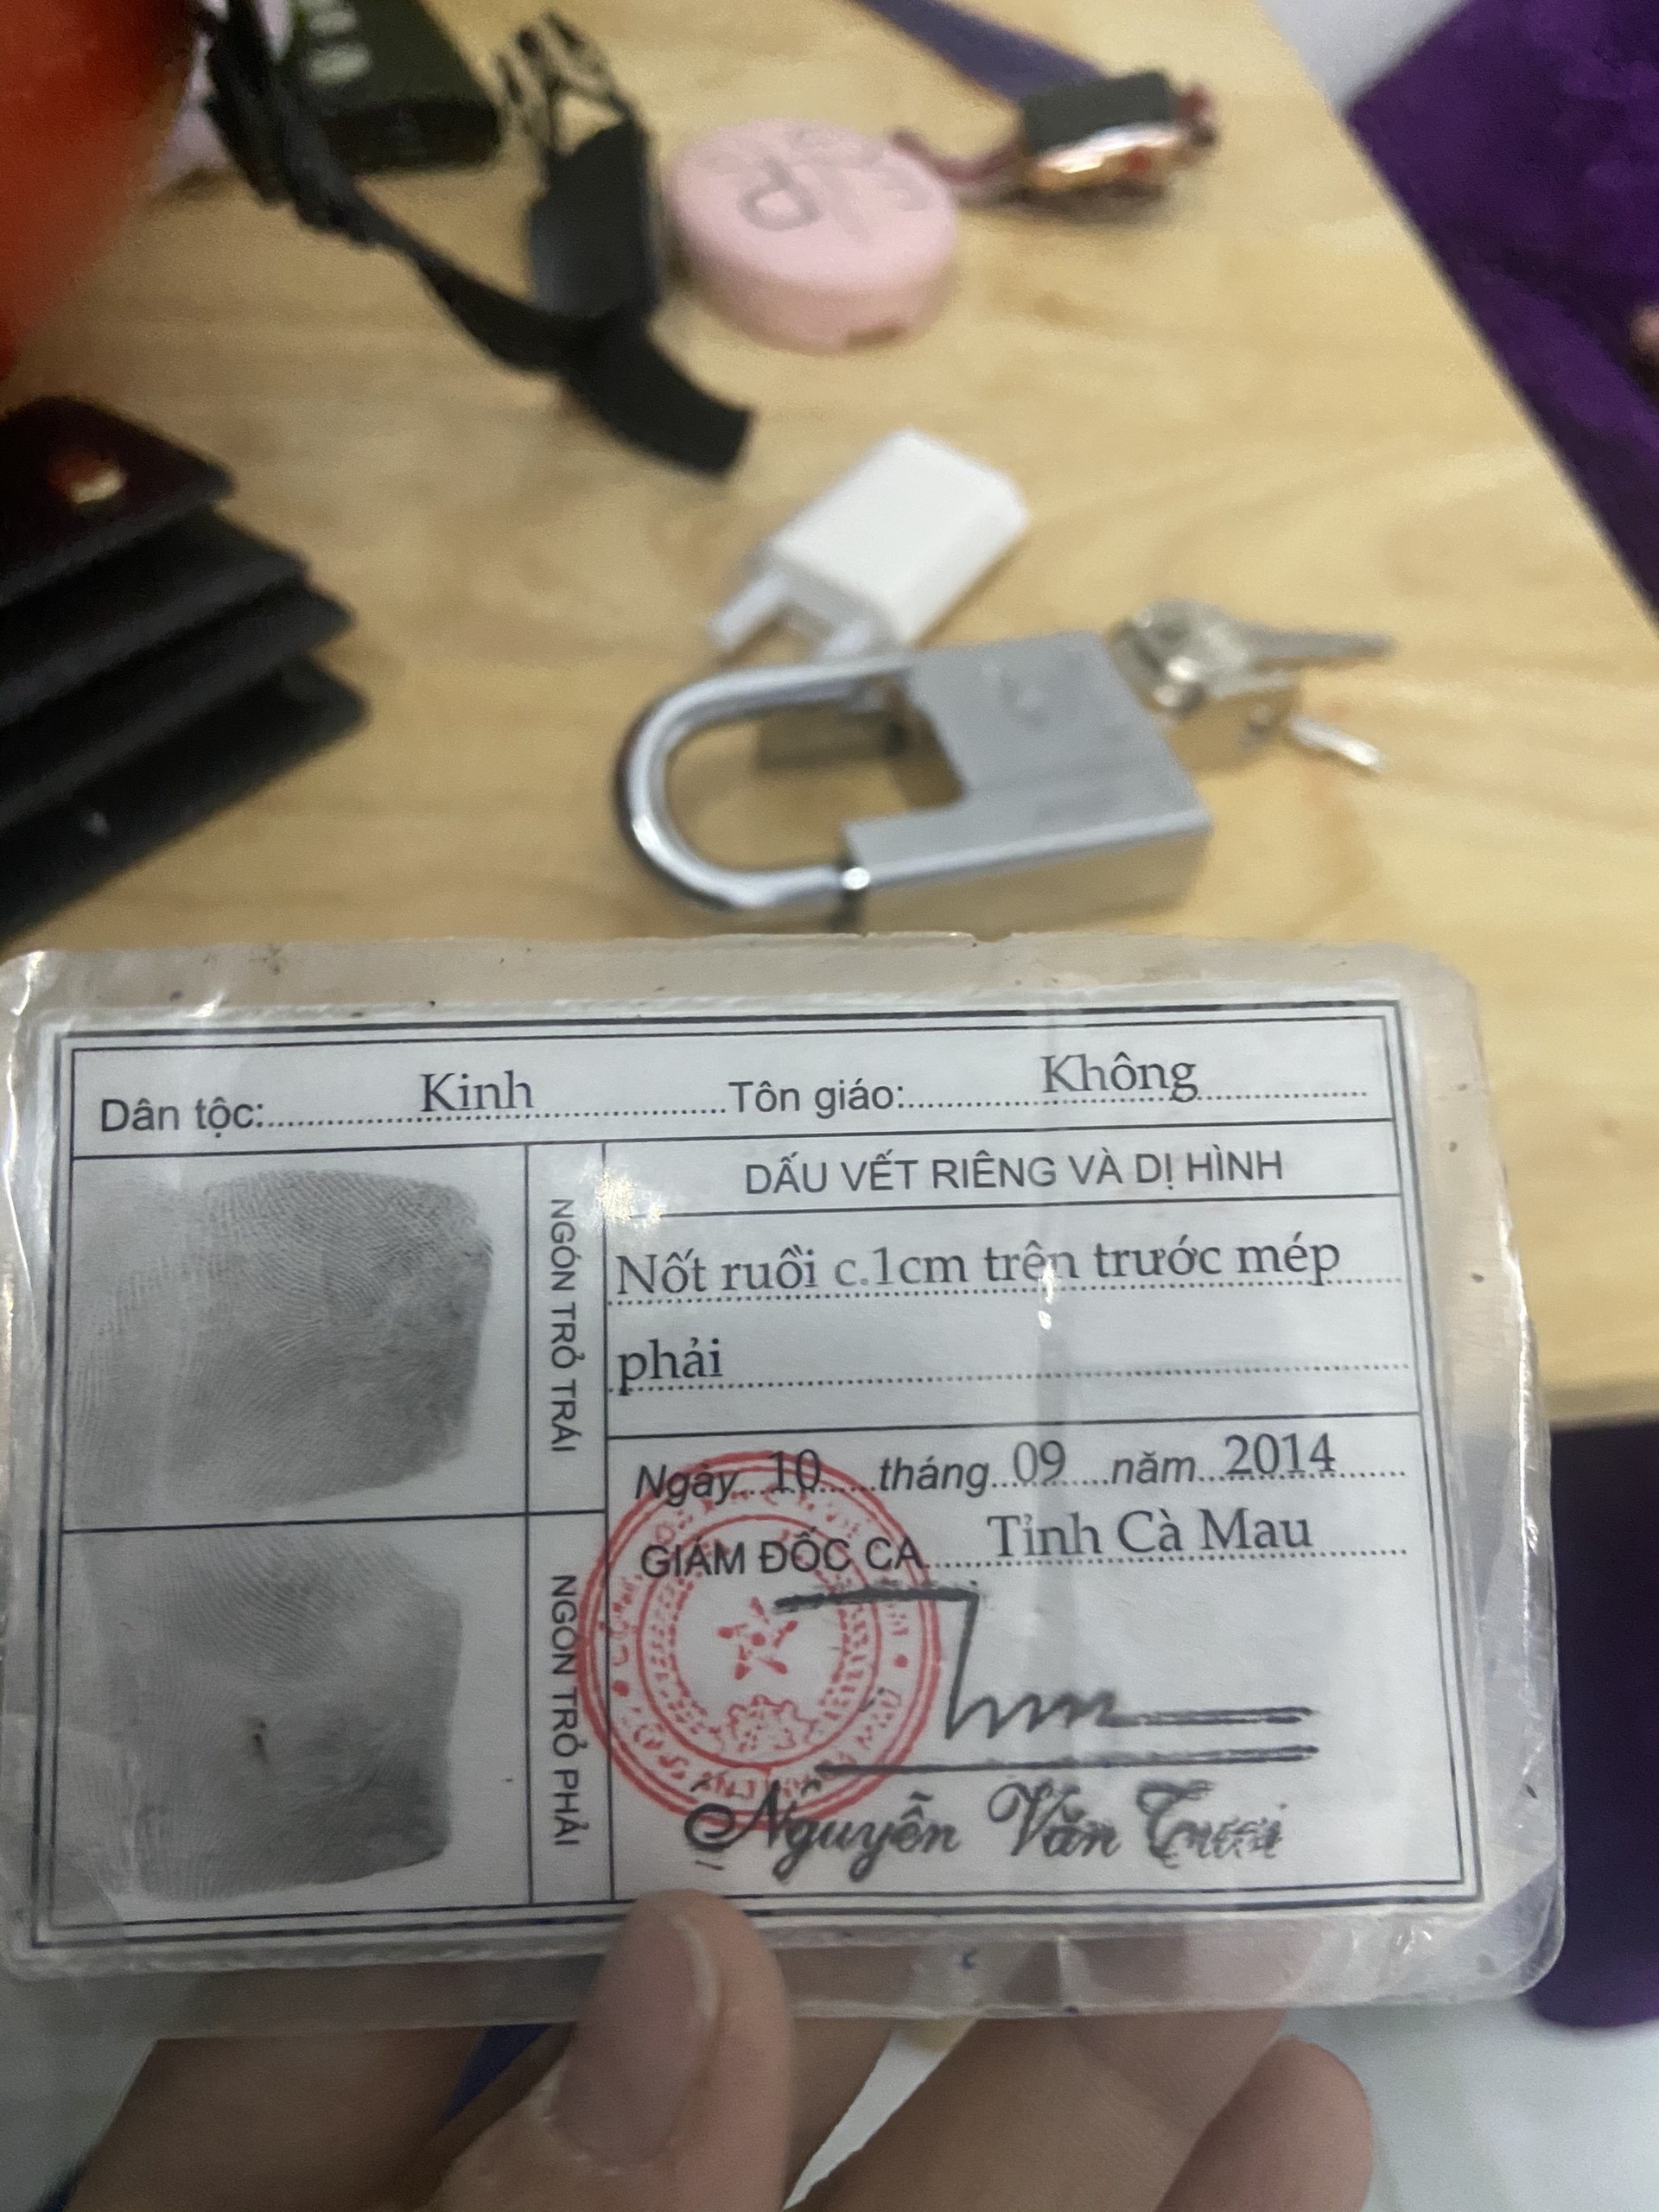 Dân tộc: Kinh Tôn giáo: Không
NGÓN TRỎ TRÁI
NGÓN TRỎ PHẢI
DẤU VẾT RIÊNG VÀ DỊ HÌNH
Nốt ruồi c.1cm trên trước mép
phải
Ngày 10 tháng 09 năm 2014
GIÁM ĐỐC CA Tỉnh Cà Mau
Nguyễn Văn